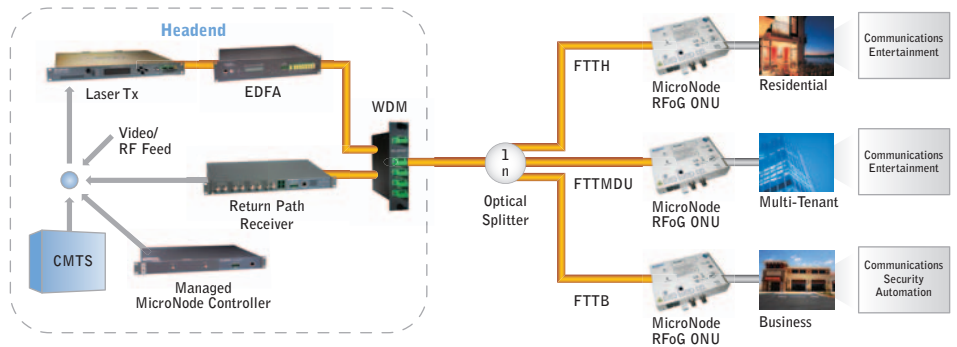 Headend
Laser Tx
EDFA
WDM
Video/
RF Feed
Return Path
Receiver
CMTS
Managed
MicroNode Controller
1
n
Optical
Splitter
FTTH
MicroNode
RFoG ONU
Residential
Communications
Entertainment
FTTMDU
MicroNode
RFoG ONU
Multi-Tenant
Communications
Entertainment
FTTB
MicroNode
RFoG ONU
Business
Communications
Security
Automation